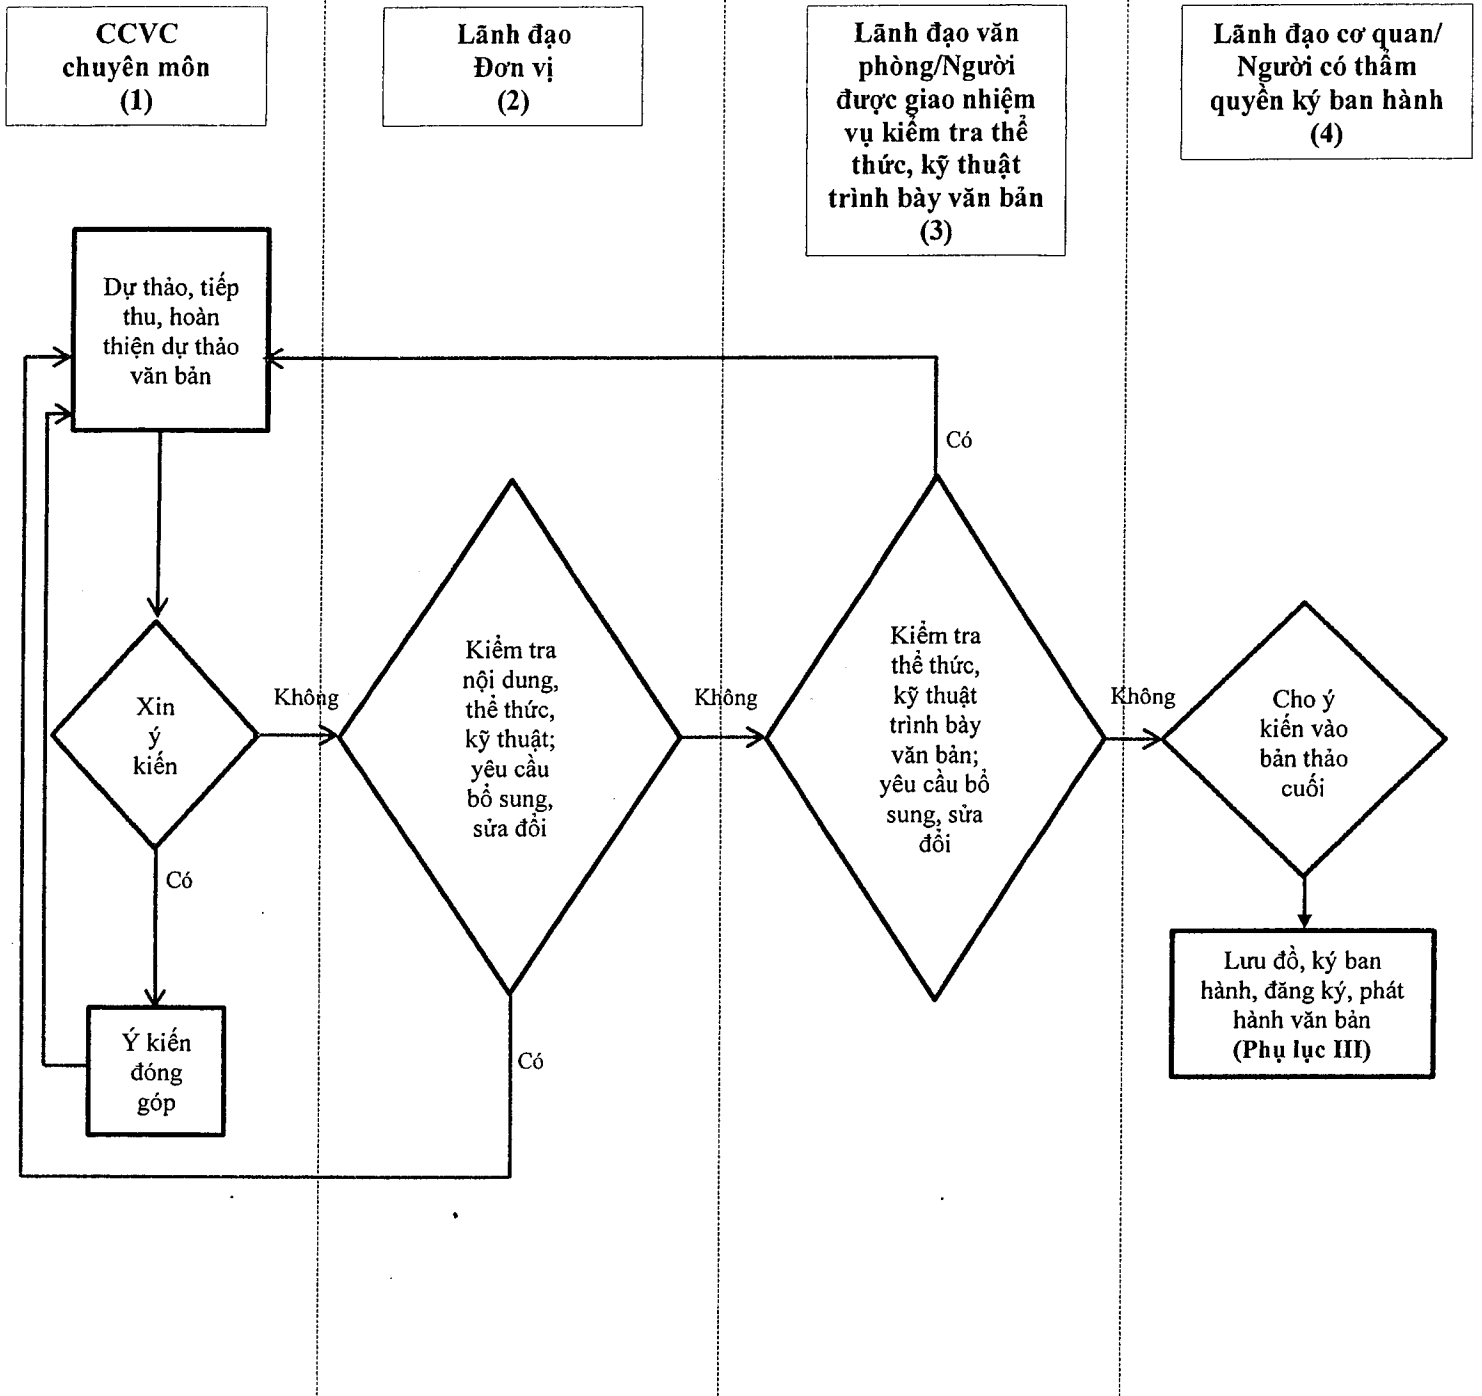 CCVC
chuyên môn
(1)
Lãnh đạo
Đơn vị
(2)
Lãnh đạo văn
phòng/Người
được giao nhiệm
vụ kiểm tra thể
thức, kỹ thuật
trình bày văn bản
(3)
Lãnh đạo cơ quan/
Người có thẩm
quyền ký ban hành
(4)
Dự thảo, tiếp
thu, hoàn
thiện dự thảo
văn bản
Có
Xin
ý
kiến
Không
Kiểm tra
nội dung,
thể thức,
kỹ thuật;
yêu cầu
bổ sung,
sửa đổi
Không
Kiểm tra
thể thức,
kỹ thuật
trình bày
văn bản;
yêu cầu bổ
sung, sửa
đổi
Không
Cho ý
kiến vào
bản thảo
cuối
Có
Ý kiến
đóng
góp
Có
Lưu đồ, ký ban
hành, đăng ký, phát
hành văn bản
(Phụ lục III)